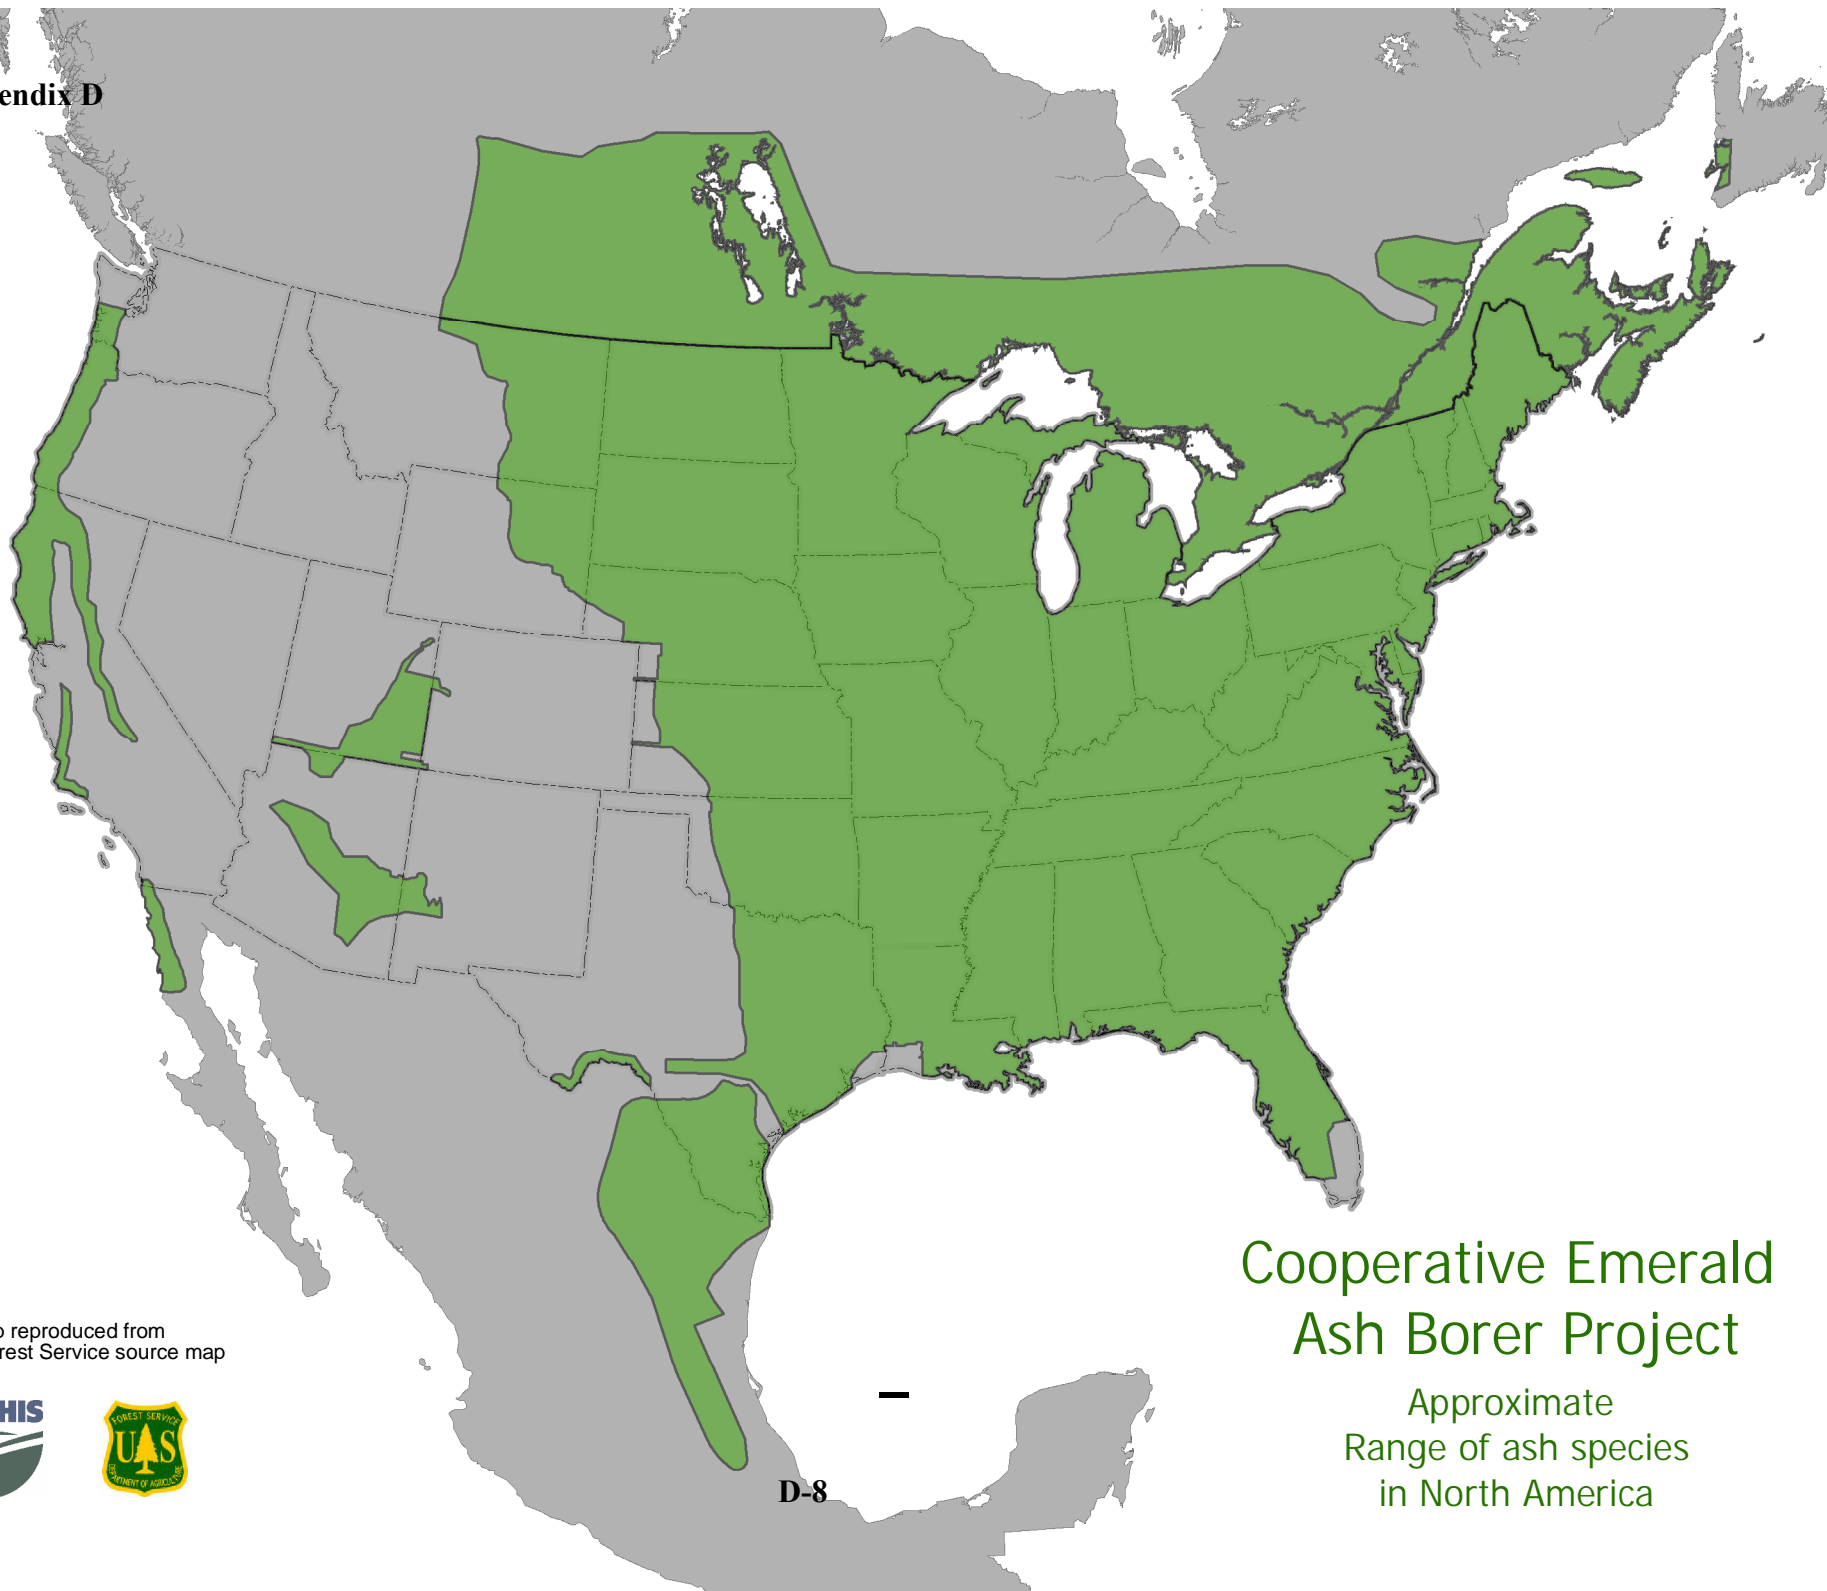 endix D
Cooperative Emerald
Ash Borer Project
Approximate
Range of ash species
in North America
reproduced from
rest Service source map
HIS
FOREST SERVICE
UAS
DEPARTMENT OF AGRICULTURE
D-8